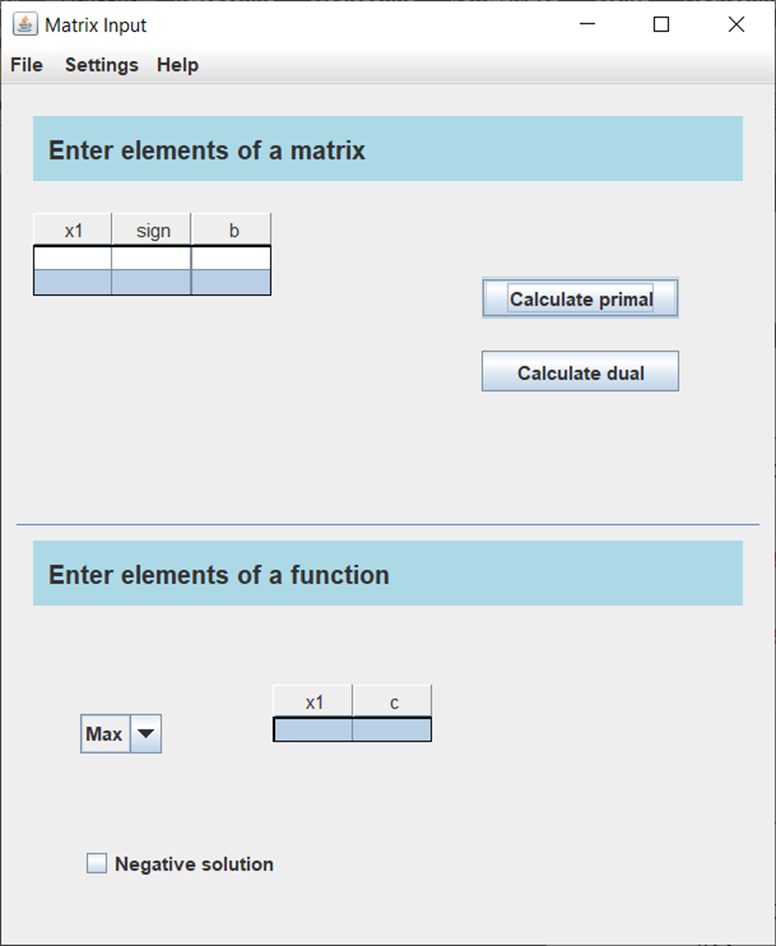 Matrix Input
File Settings Help
Enter elements of a matrix
x1 sign b
Calculate primal
Calculate dual
Enter elements of a function
x1 c
Max
Negative solution